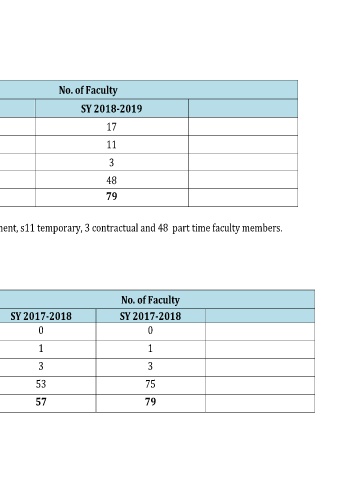 No. of Faculty
SY 2018-2019
17
11
3
48
79
ment, s11 temporary, 3 contractual and 48 part time faculty members.
No. of Faculty
SY 2017-2018 SY 2017-2018
0 0
1 1
3 3
53 75
57 79